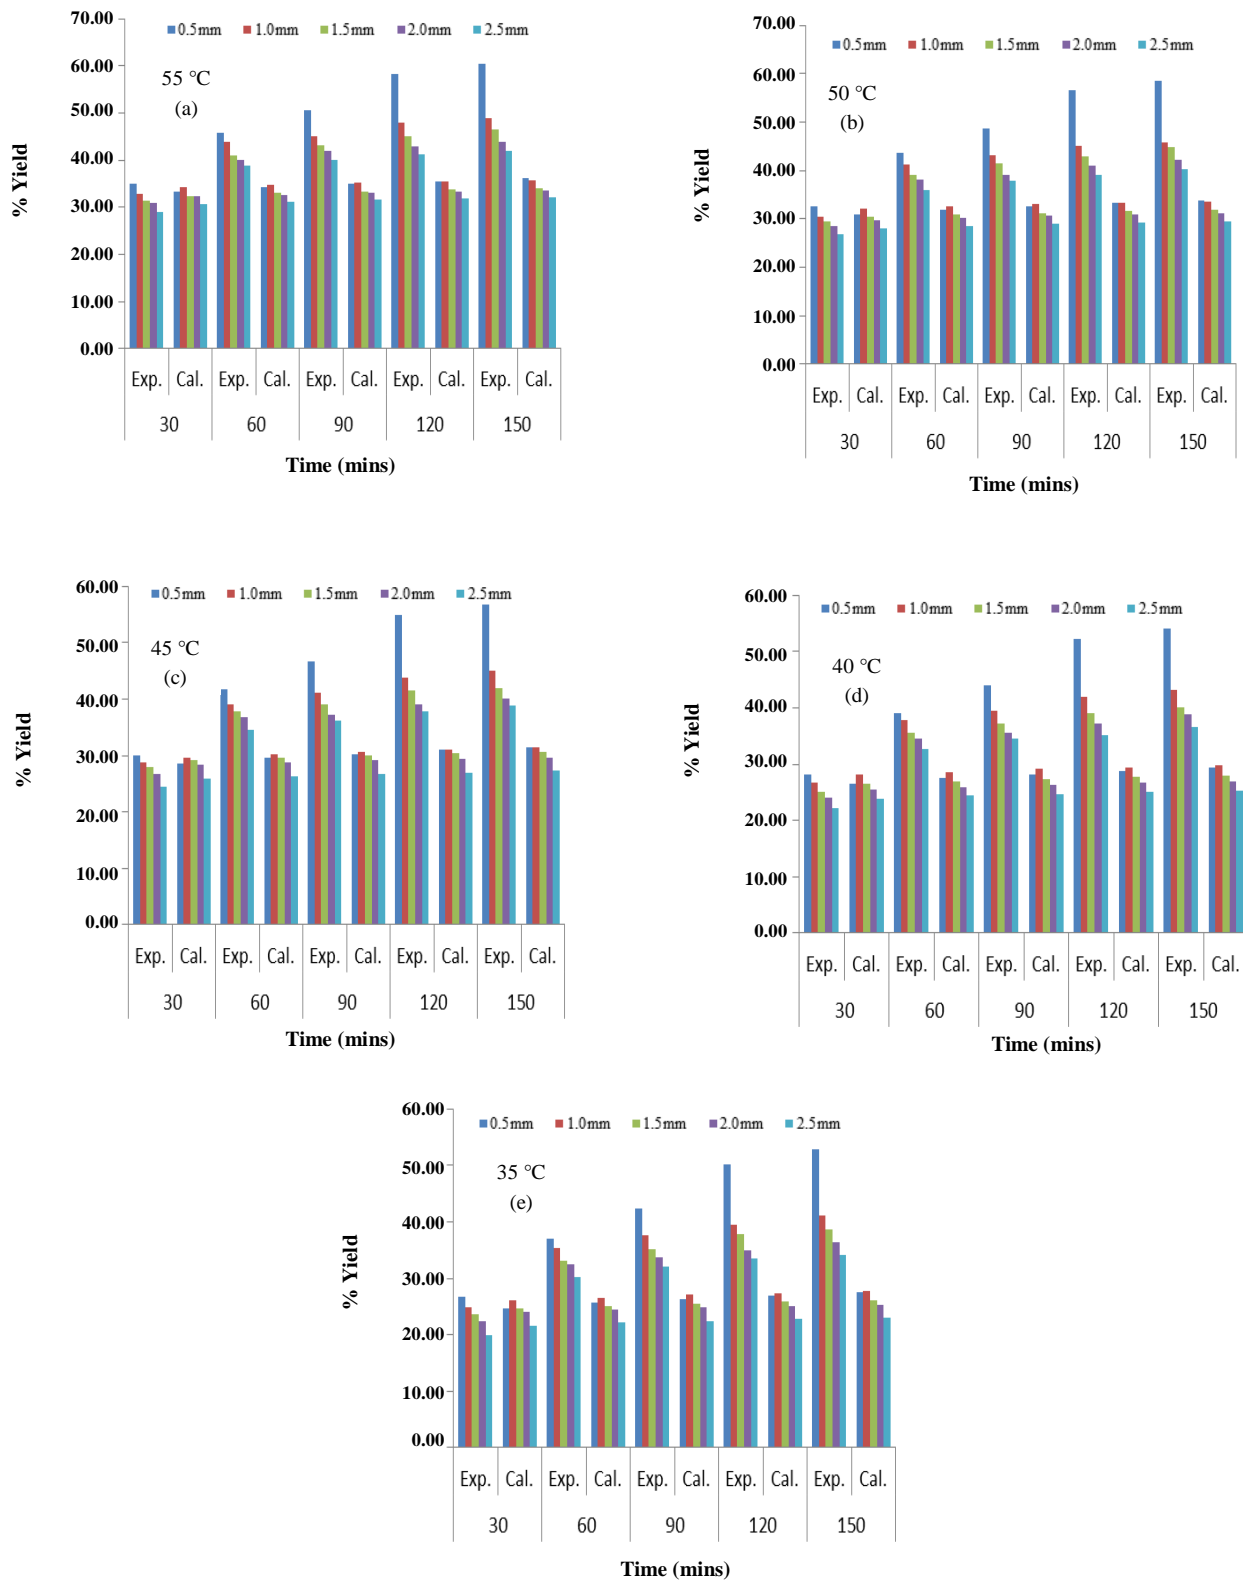 70.00
0.5mm 1.0mm 1.5mm 2.0mm 2.5mm
60.00
55 °C
(a)
50.00
40.00
30.00
20.00
10.00
0.00
% Yield
Exp. Cal. Exp. Cal. Exp. Cal. Exp. Cal. Exp. Cal.
30 60 90 120 150
Time (mins)
70.00
0.5mm 1.0mm 1.5mm 2.0mm 2.5mm
60.00
50 °C
(b)
50.00
40.00
30.00
20.00
10.00
0.00
% Yield
Exp. Cal. Exp. Cal. Exp. Cal. Exp. Cal. Exp. Cal.
30 60 90 120 150
Time (mins)
60.00
0.5mm 1.0mm 1.5mm 2.0mm 2.5mm
50.00
45 °C
(c)
40.00
30.00
20.00
10.00
0.00
% Yield
Exp. Cal. Exp. Cal. Exp. Cal. Exp. Cal. Exp. Cal.
30 60 90 120 150
Time (mins)
60.00
0.5mm 1.0mm 1.5mm 2.0mm 2.5mm
50.00
40 °C
(d)
40.00
30.00
20.00
10.00
0.00
% Yield
Exp. Cal. Exp. Cal. Exp. Cal. Exp. Cal. Exp. Cal.
30 60 90 120 150
Time (mins)
60.00
0.5mm 1.0mm 1.5mm 2.0mm 2.5mm
50.00
35 °C
(e)
40.00
30.00
20.00
10.00
0.00
% Yield
Exp. Cal. Exp. Cal. Exp. Cal. Exp. Cal. Exp. Cal.
30 60 90 120 150
Time (mins)